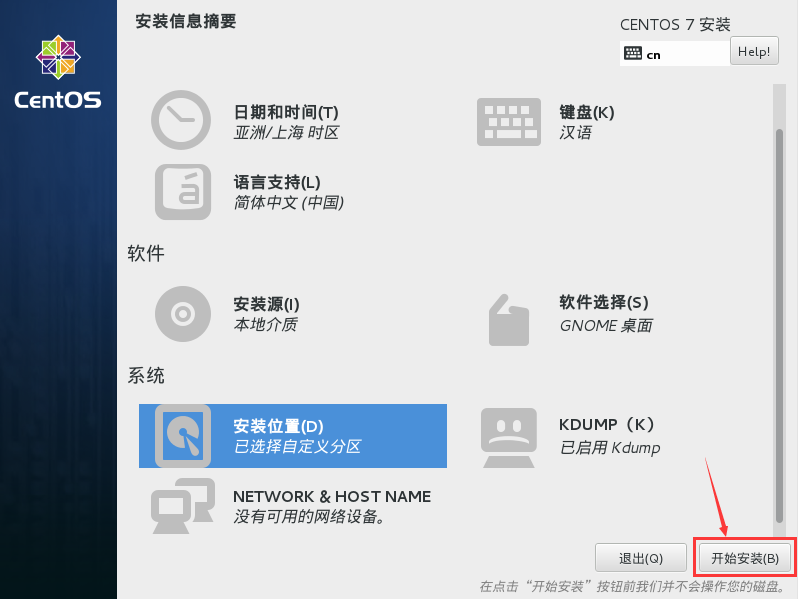 安装信息摘要
CENTOS 7 安装
cn
Help!
CentOS
日期和时间(T)
亚洲/上海 时区
键盘(K)
汉语
语言支持(L)
简体中文 (中国)
软件
安装源(I)
本地介质
软件选择(S)
GNOME 桌面
系统
安装位置(D)
已选择自定义分区
KDUMP（K）
已启用 Kdump
NETWORK & HOST NAME
没有可用的网络设备。
退出(Q)
开始安装(B)
在点击“开始安装”按钮前我们并不会操作您的磁盘。